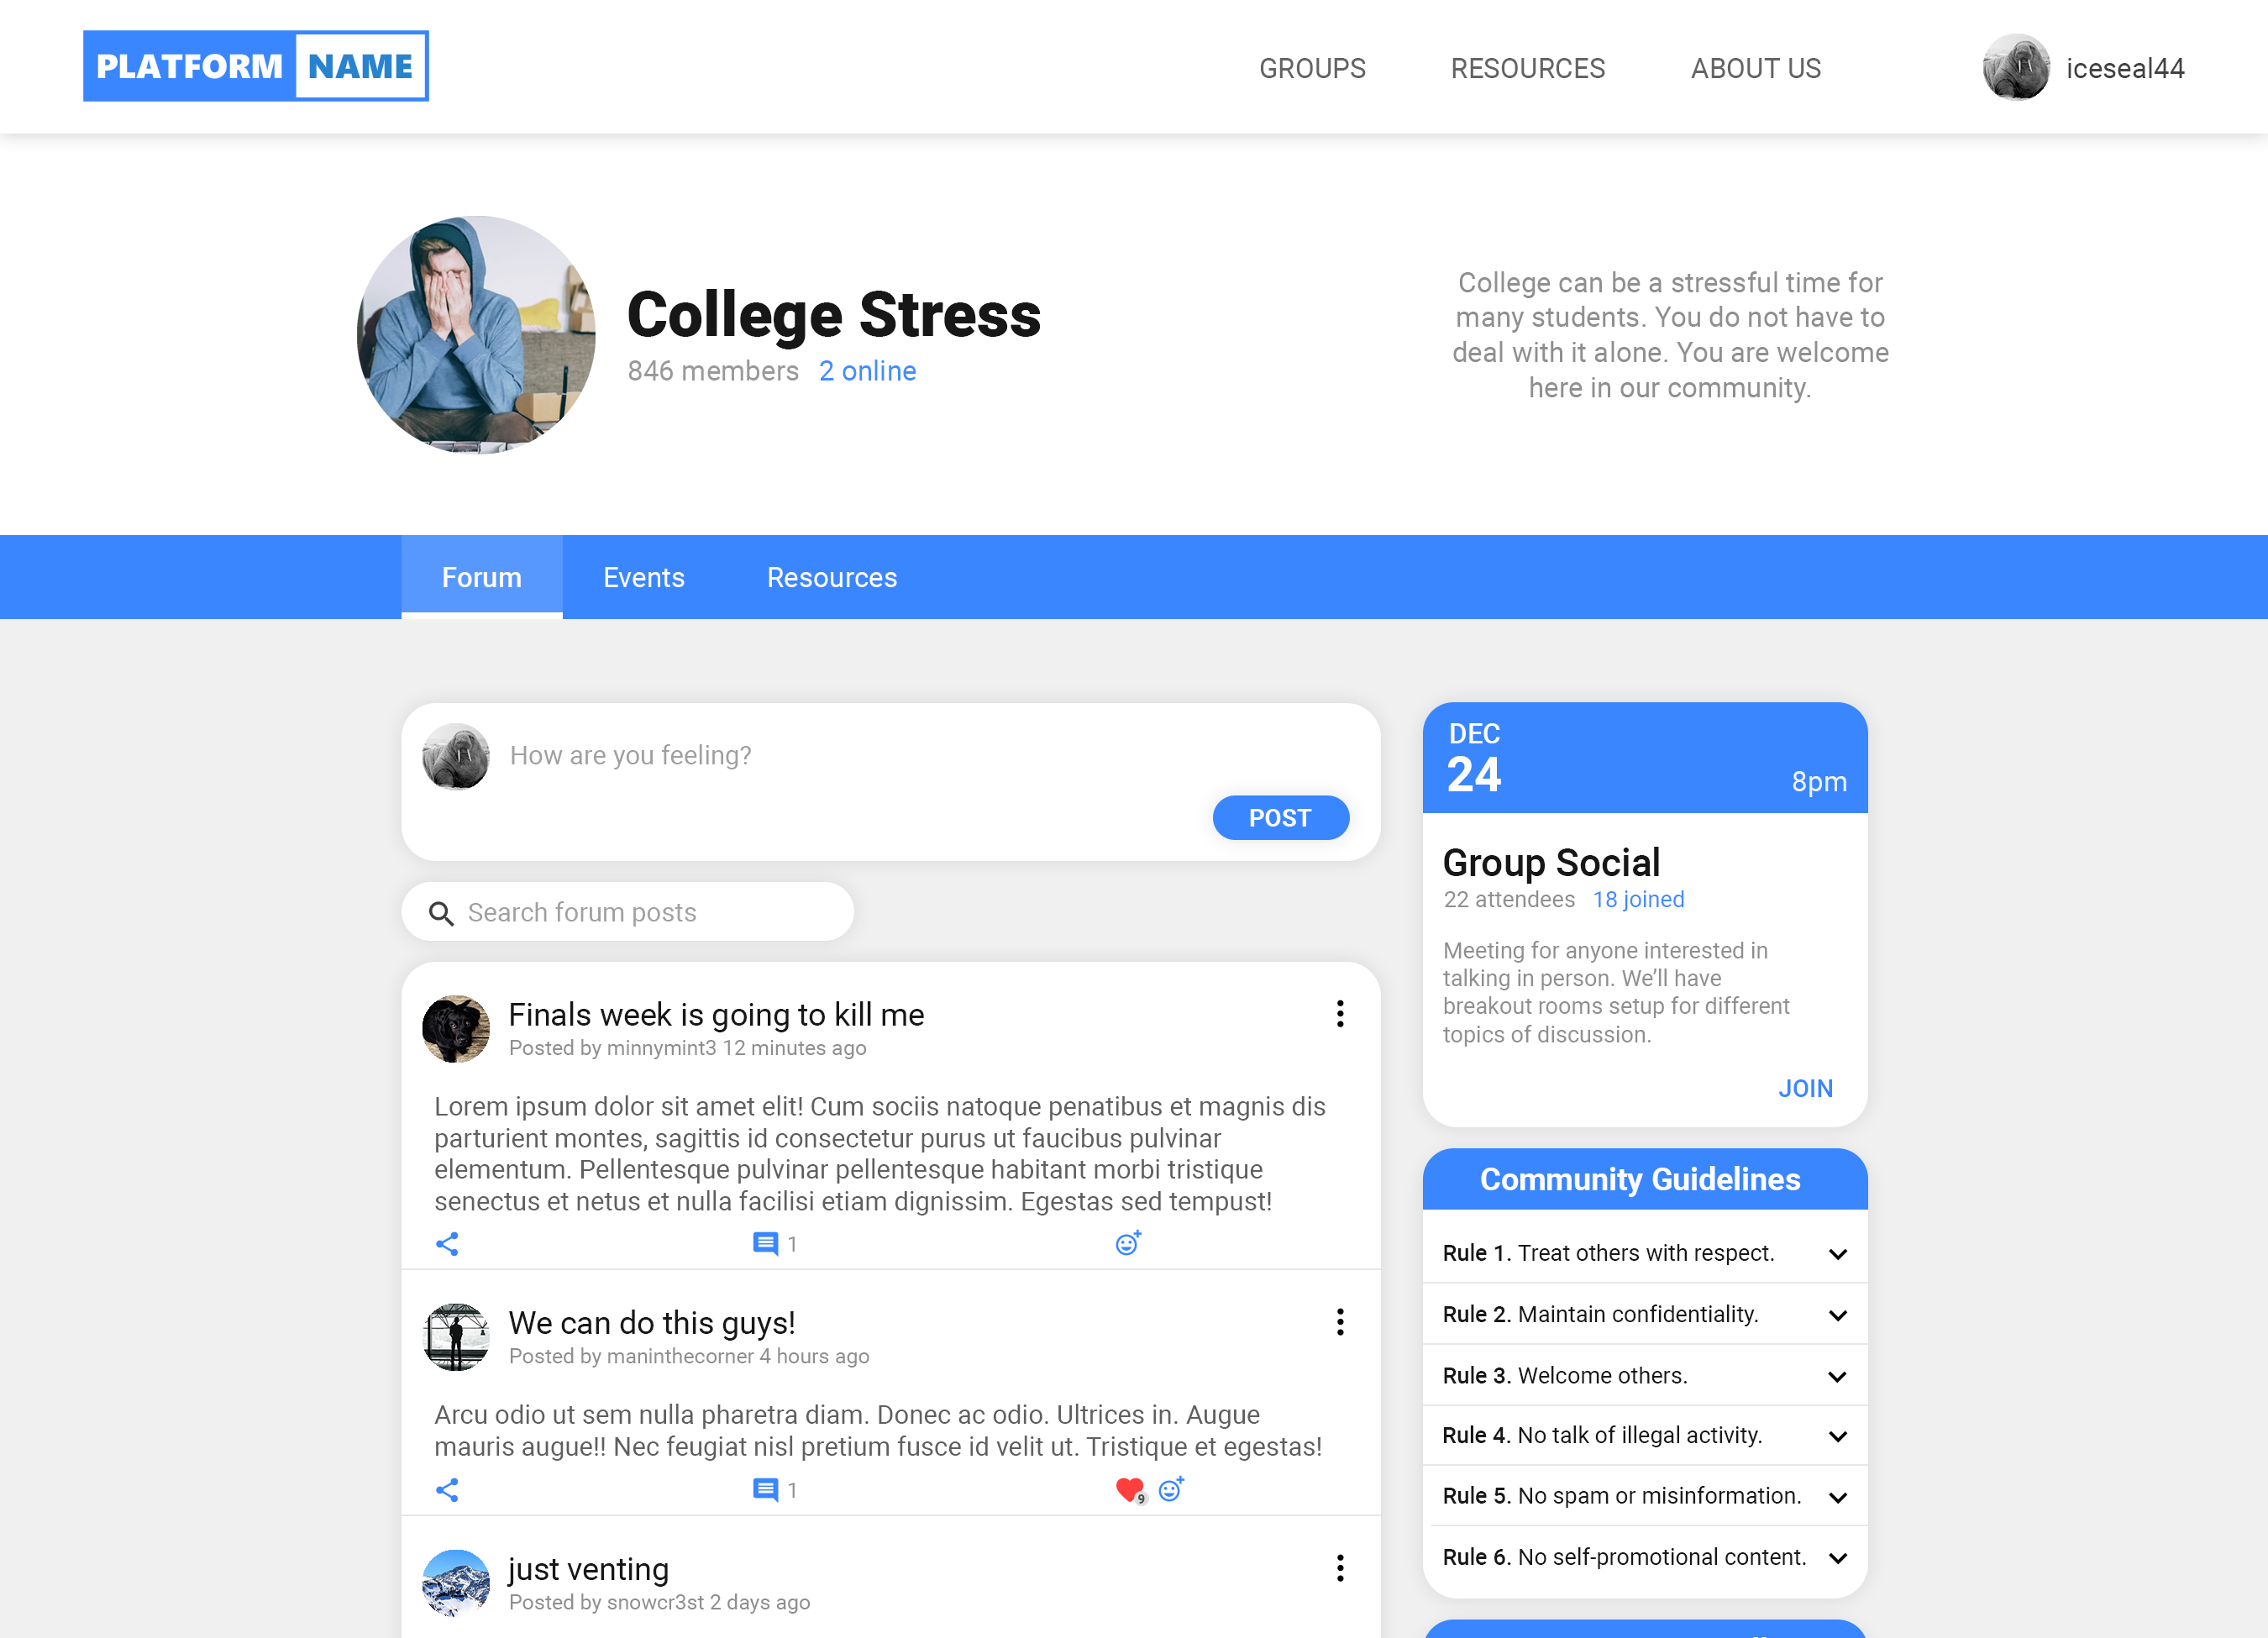 PLATFORM NAME
GROUPS
RESOURCES
ABOUT US
iceseal44
College Stress
846 members 2 online
College can be a stressful time for
many students. You do not have to
deal with it alone. You are welcome
here in our community.
Forum
Events
Resources
How are you feeling?
POST
Search forum posts
Finals week is going to kill me
Posted by minnymint3 12 minutes ago
Lorem ipsum dolor sit amet elit! Cum sociis natoque penatibus et magnis dis
parturient montes, sagittis id consectetur purus ut faucibus pulvinar
elementum. Pellentesque pulvinar pellentesque habitant morbi tristique
senectus et netus et nulla facilisi etiam dignissim. Egestas sed tempust!
1
We can do this guys!
Posted by maninthecorner 4 hours ago
Arcu odio ut sem nulla pharetra diam. Donec ac odio. Ultrices in. Augue
mauris augue!! Nec feugiat nisl pretium fusce id velit ut. Tristique et egestas!
1
9
just venting
Posted by snowcr3st 2 days ago
DEC
24
8pm
Group Social
22 attendees 18 joined
Meeting for anyone interested in
talking in person. We’ll have
breakout rooms setup for different
topics of discussion.
JOIN
Community Guidelines
Rule 1. Treat others with respect.
Rule 2. Maintain confidentiality.
Rule 3. Welcome others.
Rule 4. No talk of illegal activity.
Rule 5. No spam or misinformation.
Rule 6. No self-promotional content.